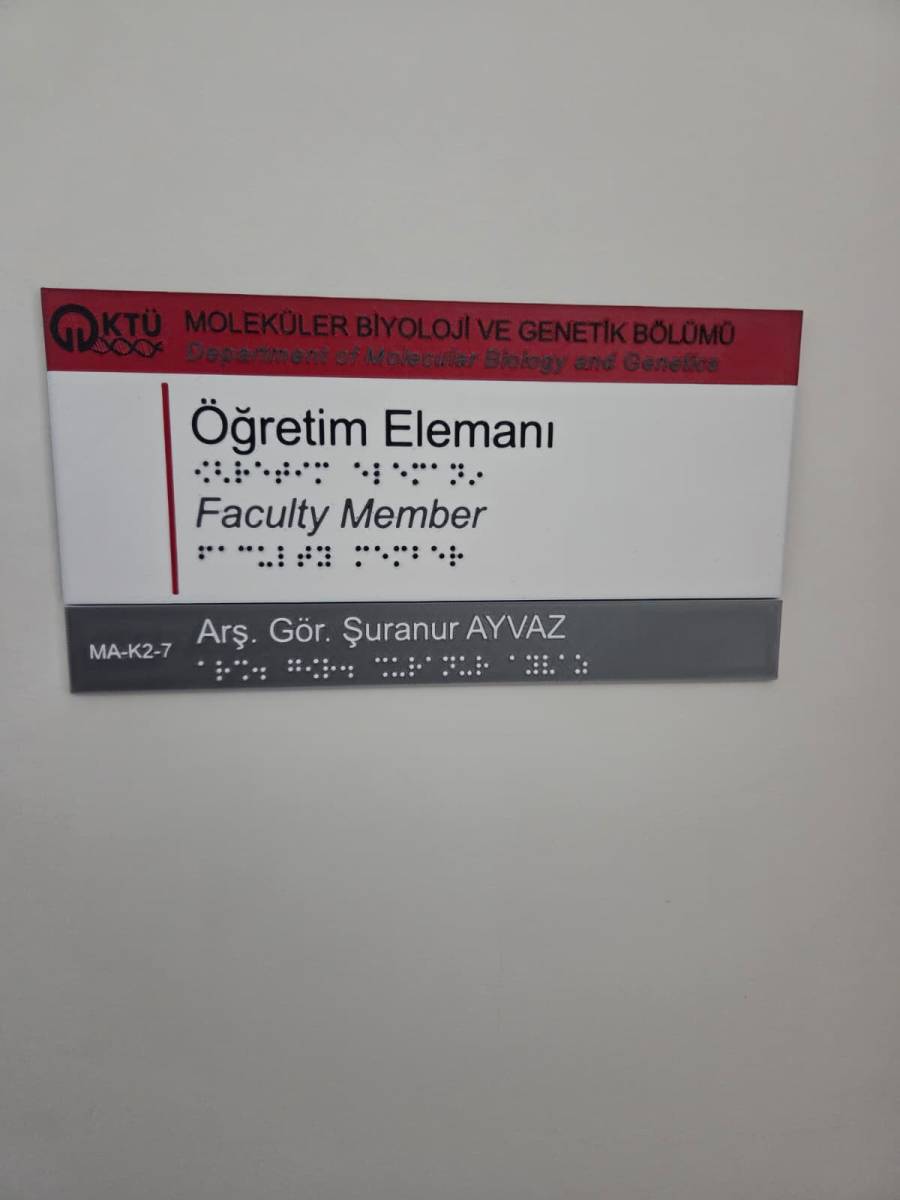 KTÜ
MOLEKÜLER BİYOLOJİ VE GENETİK BÖLÜMÜ
Department of Molecular Biology and Genetics
Öğretim Elemanı
Faculty Member
MA-K2-7
Arş. Gör. Şuranur AYVAZ